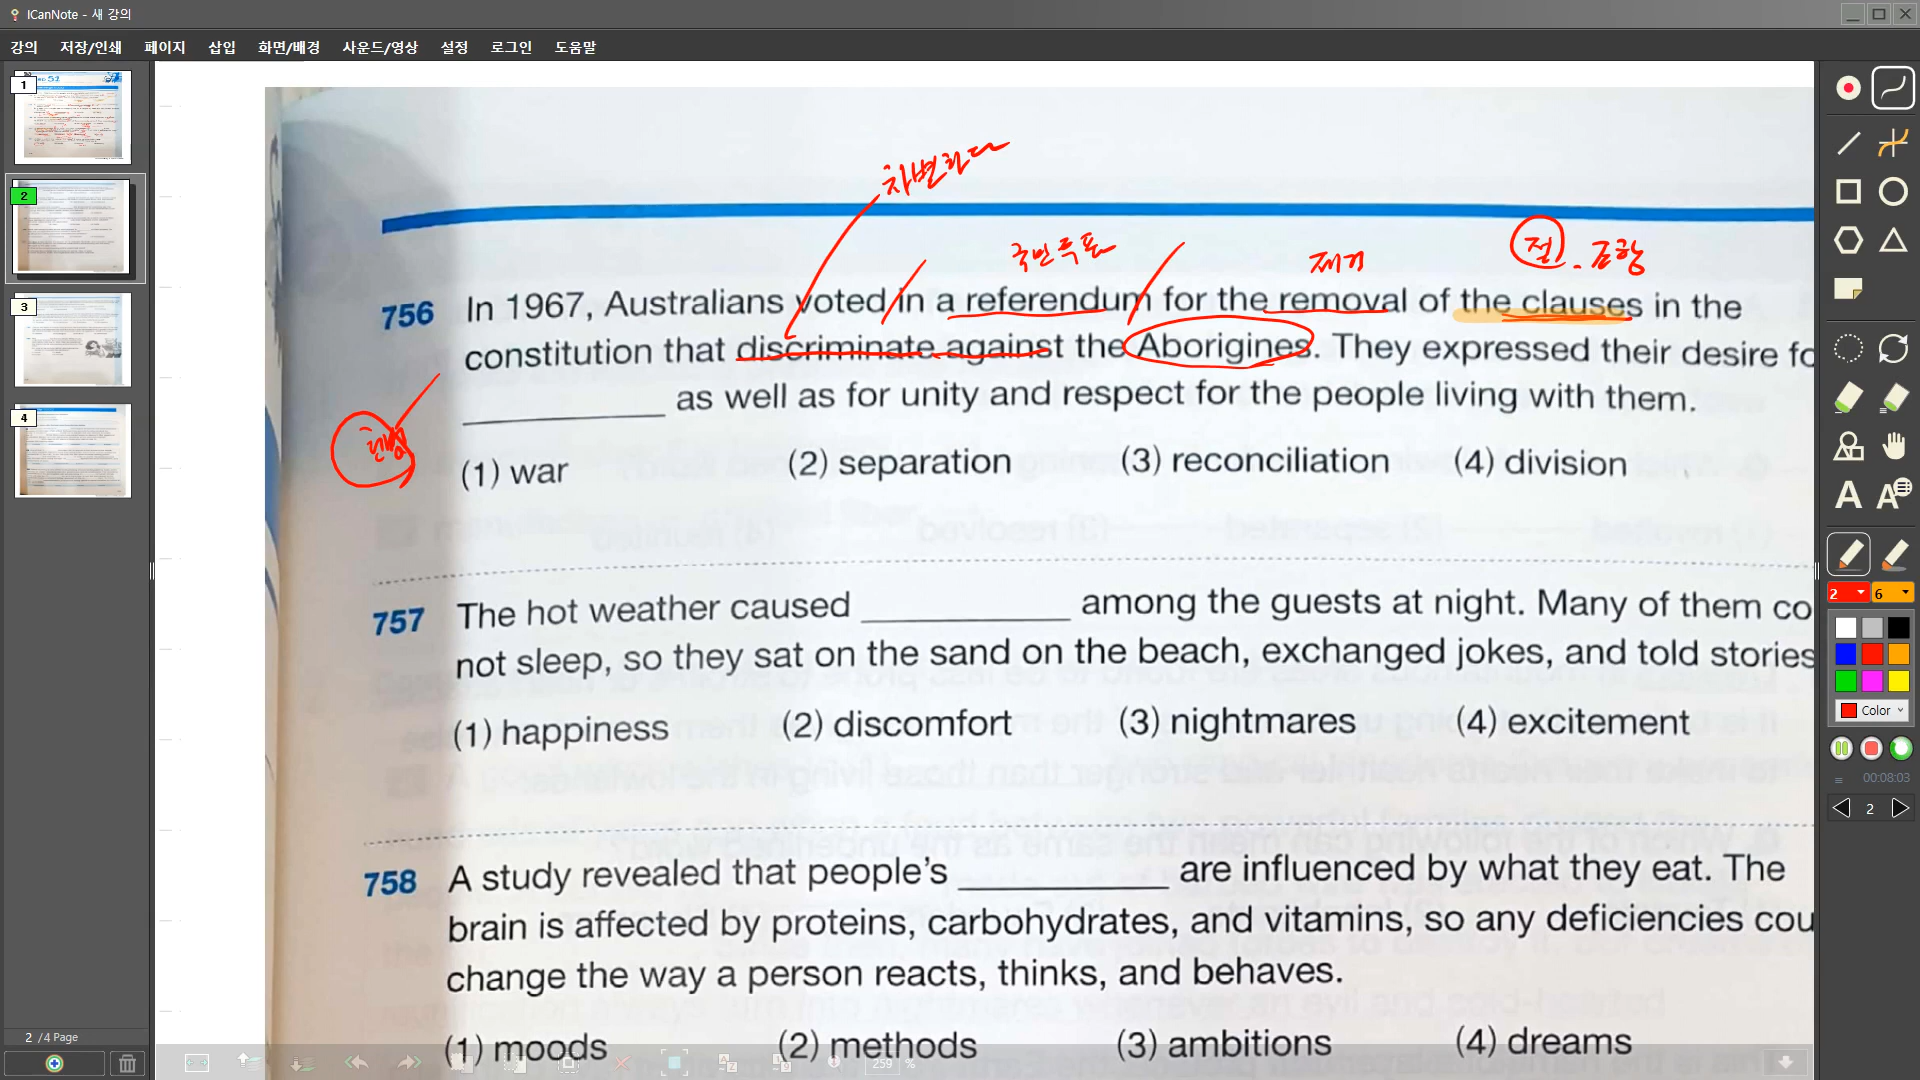 ICanNote - 새 강의
강의 저장/인쇄 페이지 삽입 화면/배경 사운드/영상 설정 로그인 도움말
1
2
3
4
차별하다
국민투표 제거 절. 조항
756 In 1967, Australians voted in a referendum for the removal of the clauses in the
constitution that discriminate against the Aborigines. They expressed their desire fo
as well as for unity and respect for the people living with them.
(1) war (2) separation (3) reconciliation (4) division
757 The hot weather caused ____________ among the guests at night. Many of them co
not sleep, so they sat on the sand on the beach, exchanged jokes, and told stories
(1) happiness (2) discomfort (3) nightmares (4) excitement
758 A study revealed that people's ____________ are influenced by what they eat. The
brain is affected by proteins, carbohydrates, and vitamins, so any deficiencies cou
change the way a person reacts, thinks, and behaves.
(1) moods (2) methods (3) ambitions (4) dreams
2 /4 Page
259 %
2 6
Color
00:08:03
2